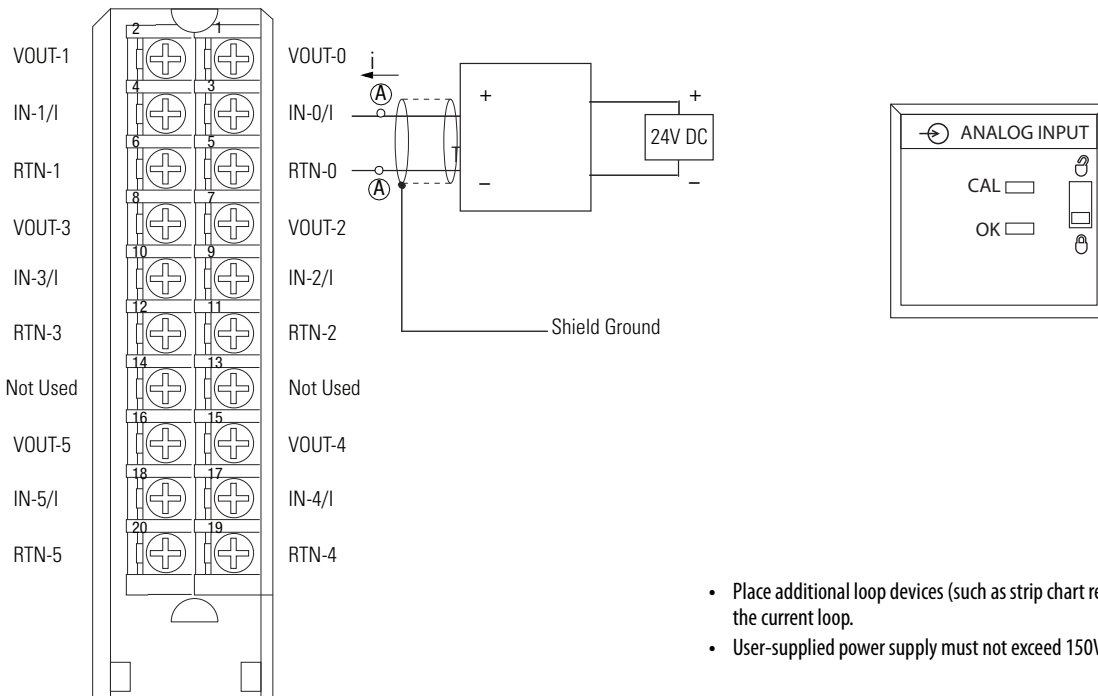 2 1
VOUT-1 VOUT-0 i
4 3
IN-1/I IN-0/I A + +
24V DC
6 5
RTN-1 RTN-0 A T – –
8 7
VOUT-3 VOUT-2
10 9
IN-3/I IN-2/I
12 11
RTN-3 RTN-2 Shield Ground
14 13
Not Used Not Used
16 15
VOUT-5 VOUT-4
18 17
IN-5/I IN-4/I
20 19
RTN-5 RTN-4
ANALOG INPUT
CAL
OK
• Place additional loop devices (such as strip chart
the current loop.
• User-supplied power supply must not exceed 150V